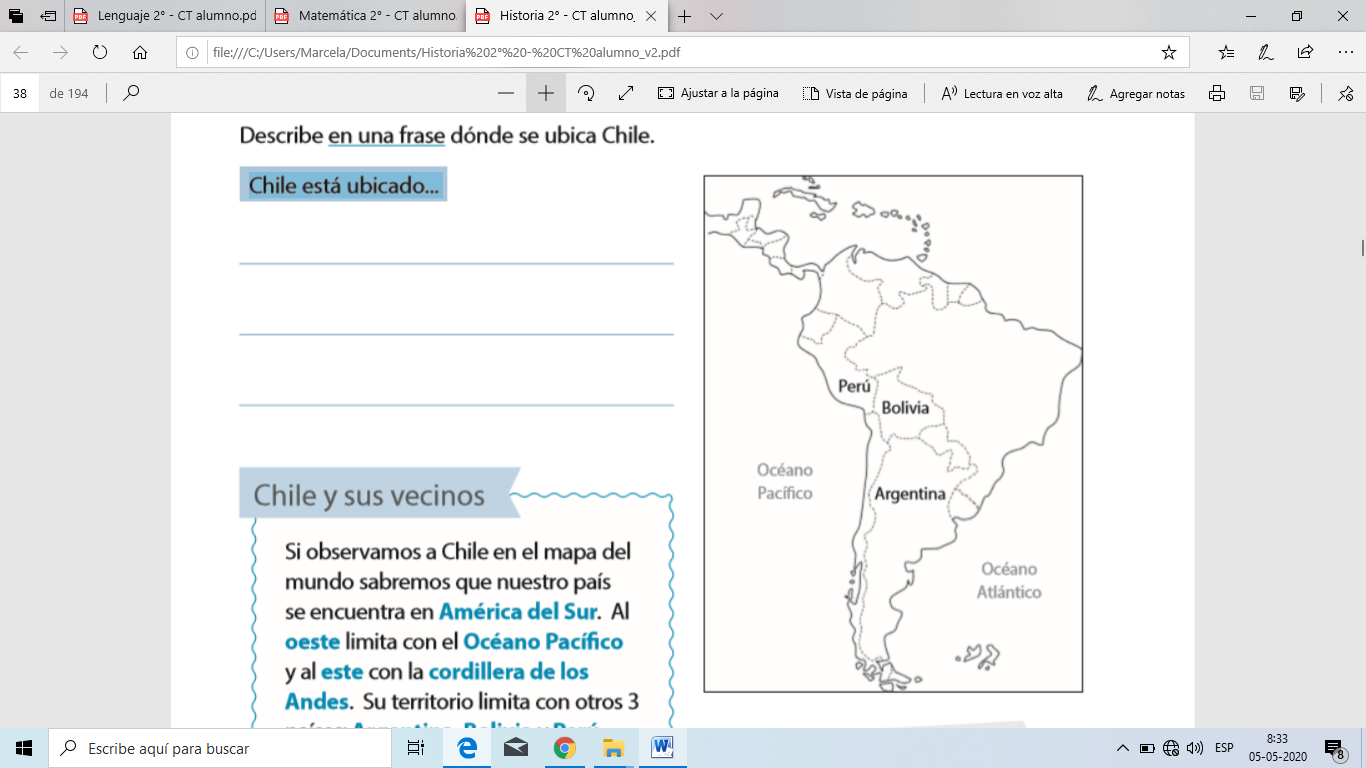 Lenguaje 2° - CT alumno.pd
Matemática 2° - CT alumno.
Historia 2° - CT alumno_
file:///C:/Users/Marcela/Documents/Historia%202°%20-%20CT%20alumno_v2.pdf
38 de 194
Ajustar a la página
Vista de página
Lectura en voz alta
Agregar notas
Describe en una frase dónde se ubica Chile.
Chile está ubicado...
Perú
Bolivia
Océano
Pacífico
Argentina
Océano
Atlántico
Chile y sus vecinos
Si observamos a Chile en el mapa del
mundo sabremos que nuestro país
se encuentra en América del Sur. Al
oeste limita con el Océano Pacífico
y al este con la cordillera de los
Andes. Su territorio limita con otros 3
Escribe aquí para buscar
ESP
8:33
05-05-2020
8